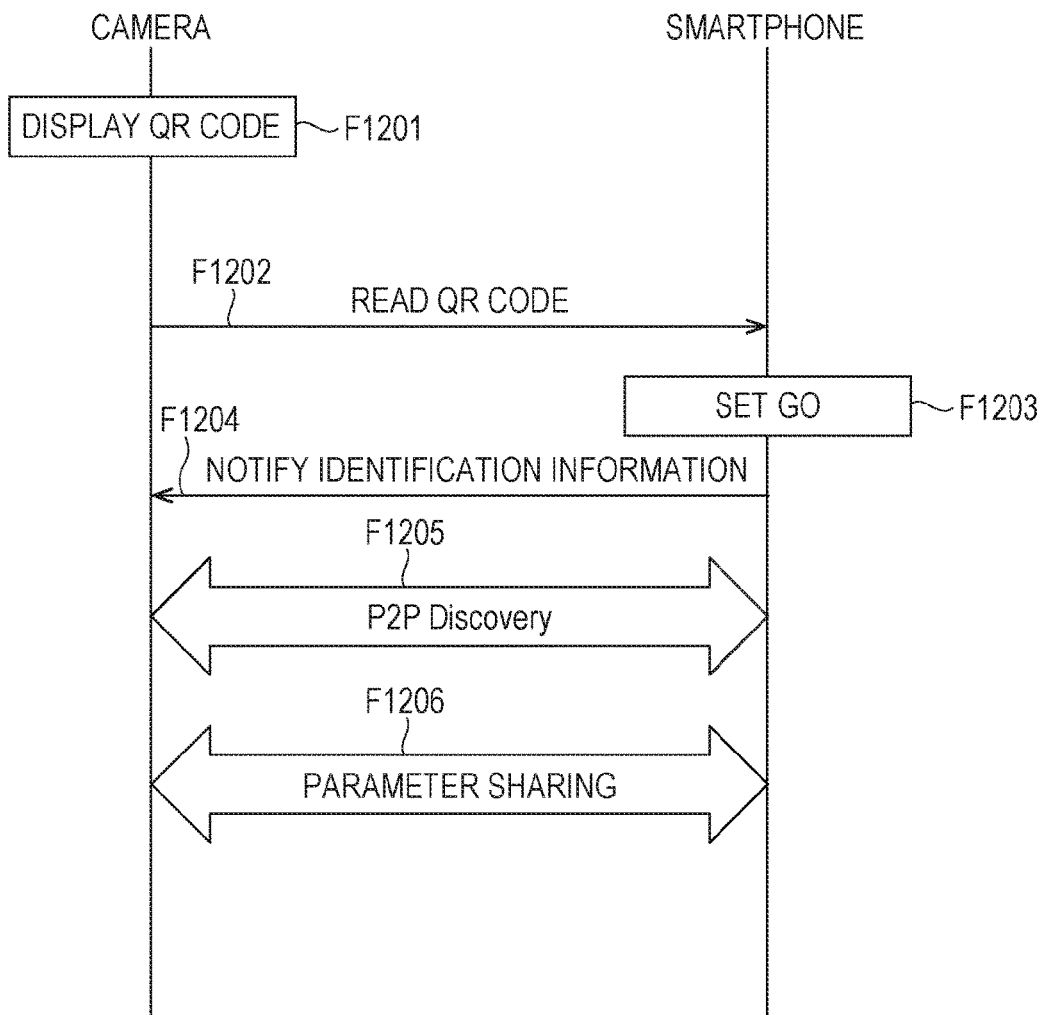 CAMERA
SMARTPHONE
DISPLAY QR CODE
F1201
F1202
READ QR CODE
SET GO
F1203
F1204
NOTIFY IDENTIFICATION INFORMATION
F1205
P2P Discovery
F1206
PARAMETER SHARING